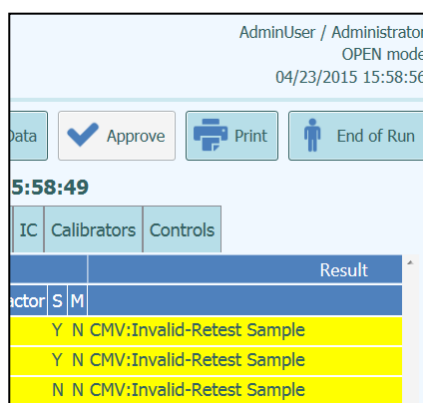 AdminUser / Administrator
OPEN mode
04/23/2015 15:58:56
Data Approve Print End of Run
5:58:49
IC Calibrators Controls
Result
actor S M
Y N CMV:Invalid-Retest Sample
Y N CMV:Invalid-Retest Sample
N N CMV:Invalid-Retest Sample